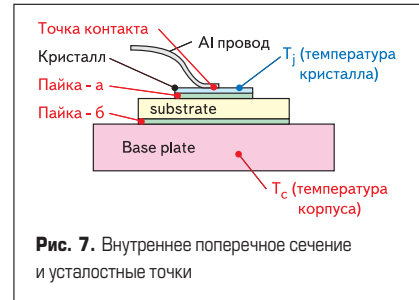 Точка контакта
Al провод
Кристалл
Tj (температура
кристалла)
Пайка - а
substrate
Пайка - б
Base plate
Tc (температура
корпуса)
Рис. 7. Внутреннее поперечное сечение
и усталостные точки